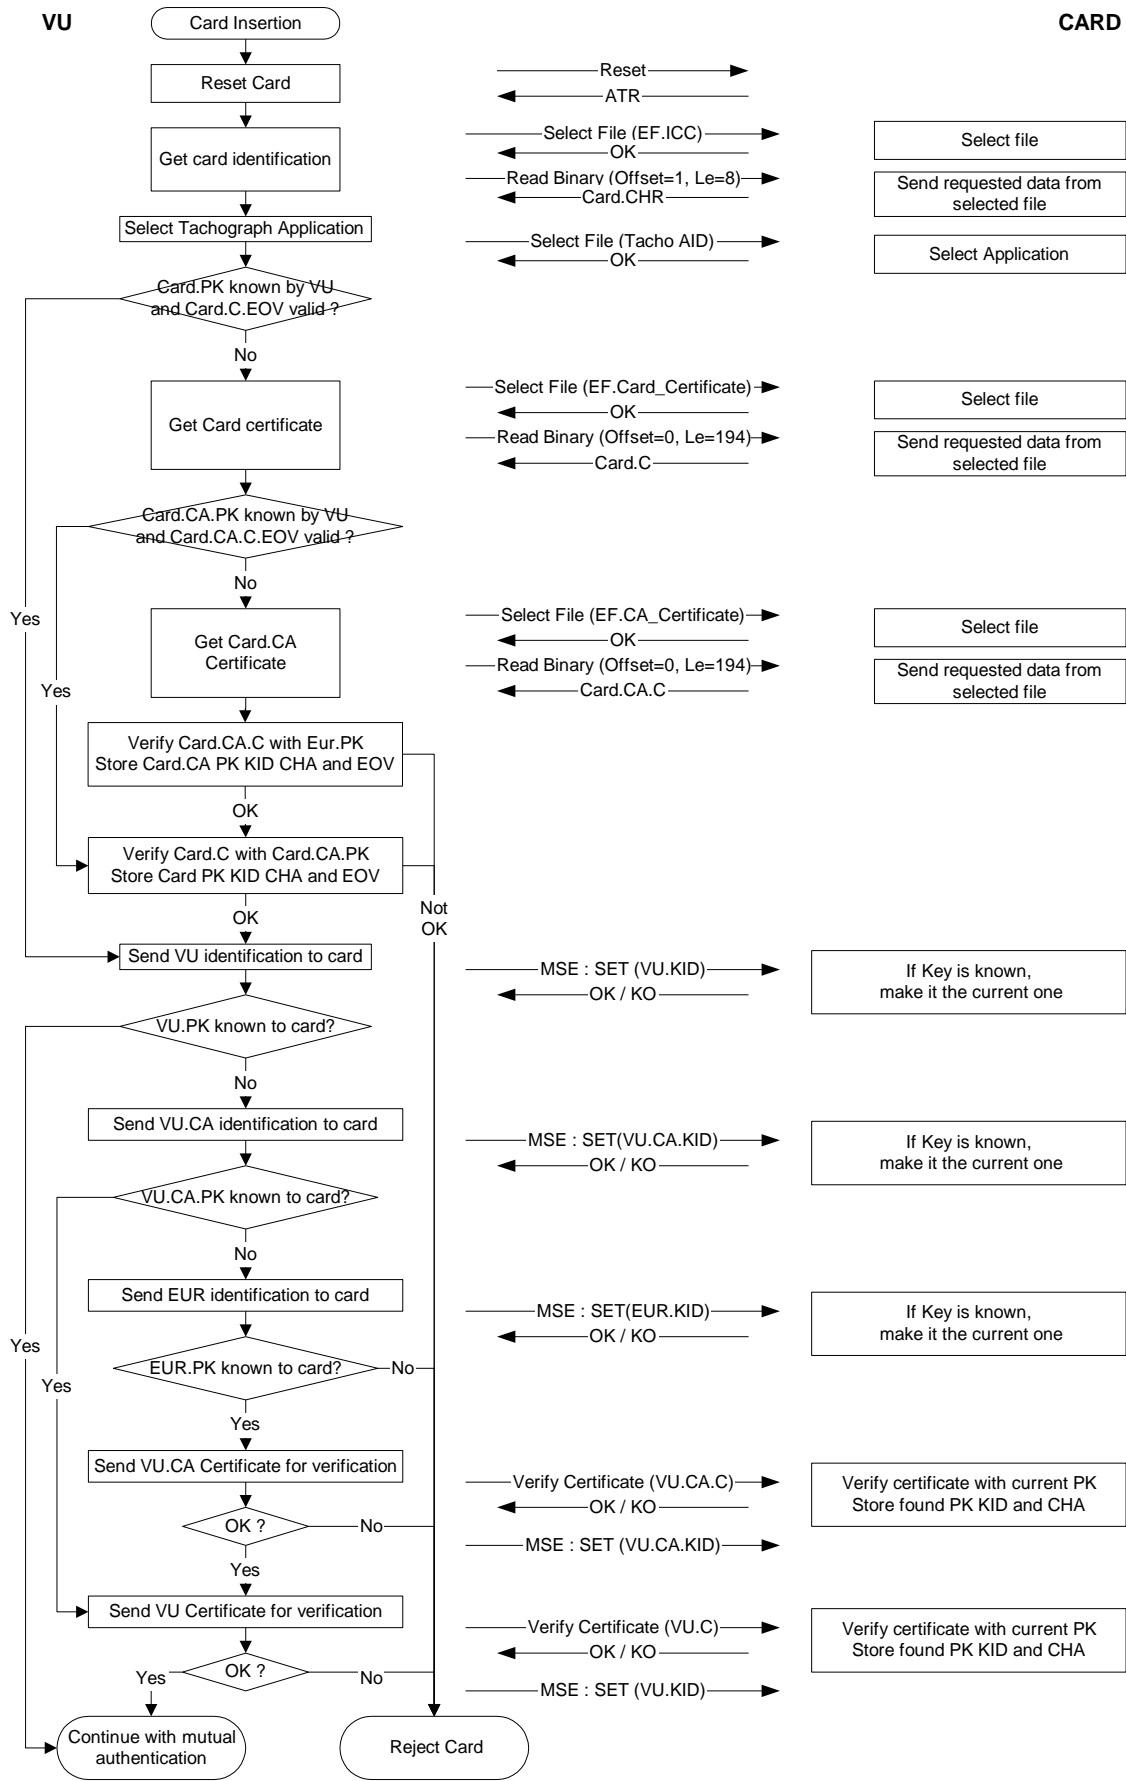 VU
Card Insertion
CARD
Reset Card
Reset
ATR
Get card identification
Select File (EF.ICC)
OK
Select file
Read Binary (Offset=1, Le=8)
Card.CHR
Send requested data from
selected file
Select Tachograph Application
Select File (Tacho AID)
OK
Select Application
Card.PK known by VU
and Card.C.EOV valid ?
No
Get Card certificate
Select File (EF.Card_Certificate)
OK
Select file
Read Binary (Offset=0, Le=194)
Card.C
Send requested data from
selected file
Card.CA.PK known by VU
and Card.CA.C.EOV valid ?
No
Yes
Get Card.CA
Certificate
Select File (EF.CA_Certificate)
OK
Select file
Read Binary (Offset=0, Le=194)
Card.CA.C
Send requested data from
selected file
Yes
Verify Card.CA.C with Eur.PK
Store Card.CA PK KID CHA and EOV
OK
Verify Card.C with Card.CA.PK
Store Card PK KID CHA and EOV
Not
OK
OK
Send VU identification to card
MSE : SET (VU.KID)
OK / KO
If Key is known,
make it the current one
VU.PK known to card?
No
Send VU.CA identification to card
MSE : SET(VU.CA.KID)
OK / KO
If Key is known,
make it the current one
VU.CA.PK known to card?
No
Send EUR identification to card
MSE : SET(EUR.KID)
OK / KO
If Key is known,
make it the current one
Yes
EUR.PK known to card?
No
Yes
Yes
Send VU.CA Certificate for verification
Verify Certificate (VU.CA.C)
OK / KO
Verify certificate with current PK
Store found PK KID and CHA
OK ?
No
MSE : SET (VU.CA.KID)
Yes
Send VU Certificate for verification
Verify Certificate (VU.C)
OK / KO
Verify certificate with current PK
Store found PK KID and CHA
OK ?
Yes
No
MSE : SET (VU.KID)
Continue with mutual
authentication
Reject Card